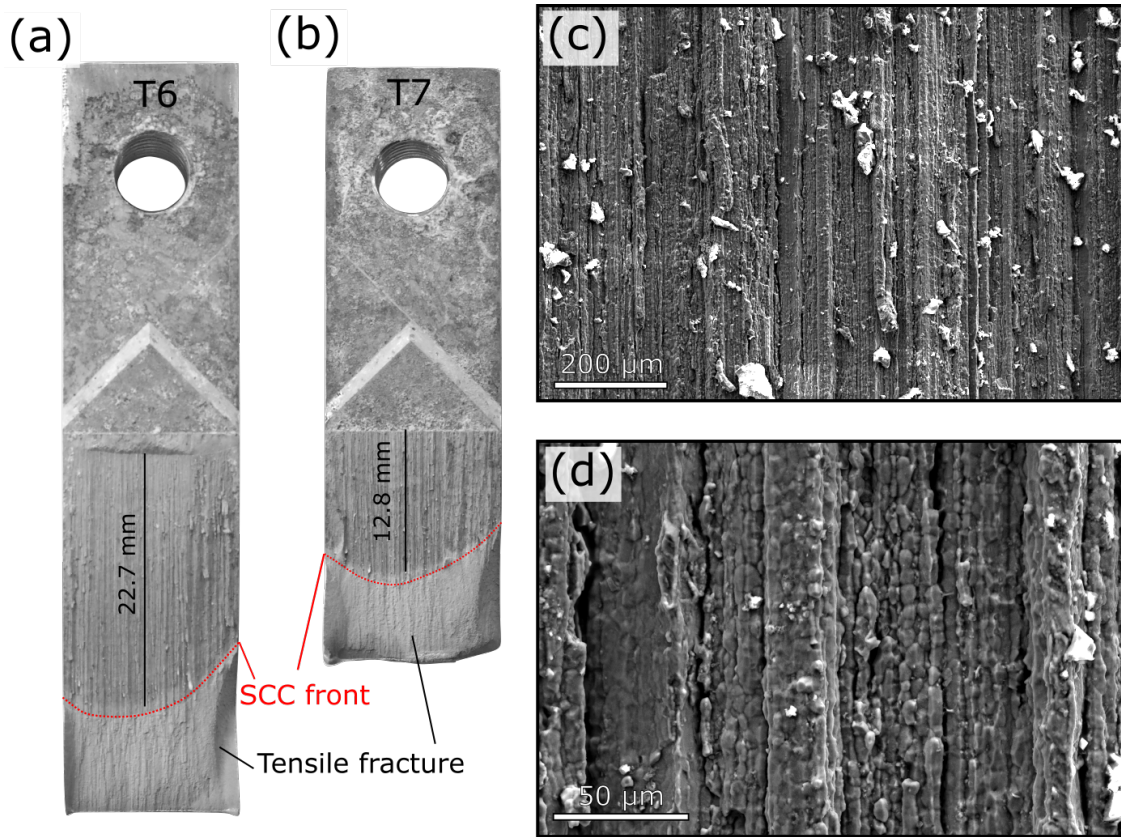 (a)
T6
22.7 mm
(b)
T7
12.8 mm
SCC front
Tensile fracture
(c)
200 µm
(d)
50 µm